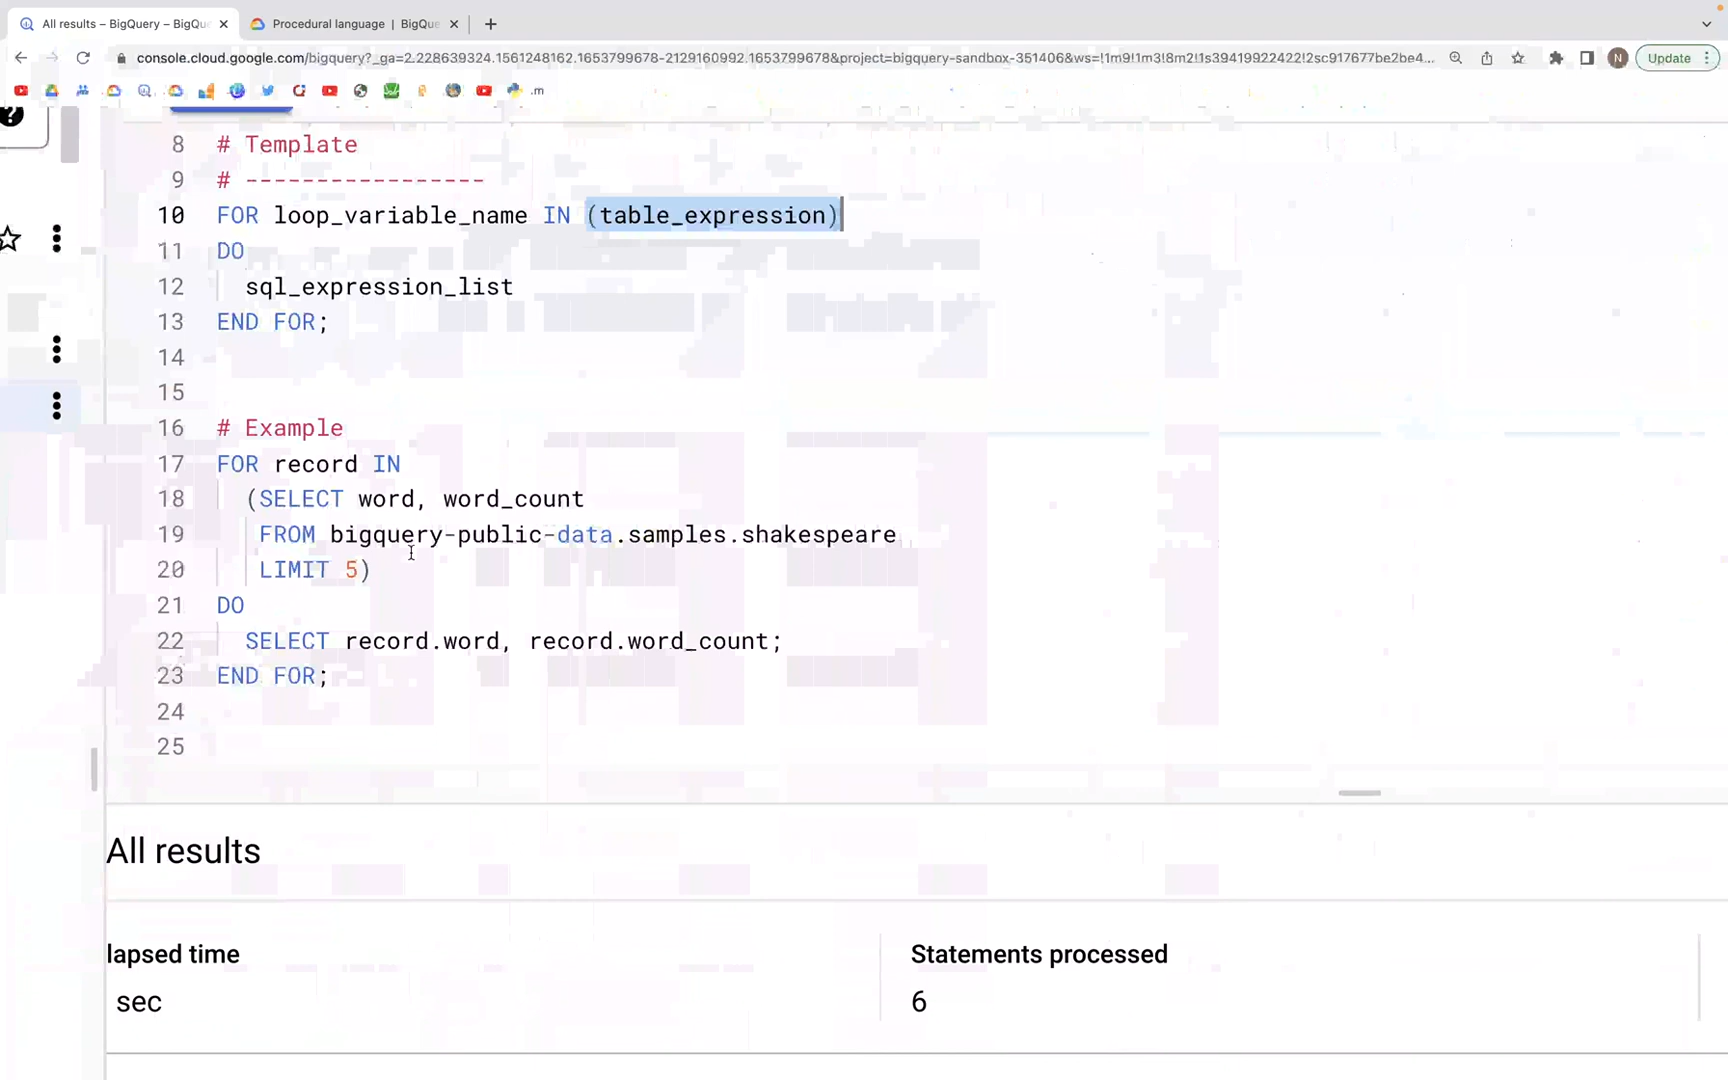 All results – BigQuery – BigQu
Procedural language | BigQue
console.cloud.google.com/bigquery?_ga=2.228639324.1561248162.1653799678-2129160992.1653799678&project=bigquery-sandbox-351406&ws=!1m9!1m3!8m2!1s39419922422!2sc917677be2be4...
N
Update
.m
?
8 # Template
9 # -----------------
10 FOR loop_variable_name IN (table_expression)
11 DO
12 sql_expression_list
13 END FOR;
14
15
16 # Example
17 FOR record IN
18 (SELECT word, word_count
19 FROM bigquery-public-data.samples.shakespeare
20 LIMIT 5)
21 DO
22 SELECT record.word, record.word_count;
23 END FOR;
24
25
All results
lapsed time
Statements processed
sec
6